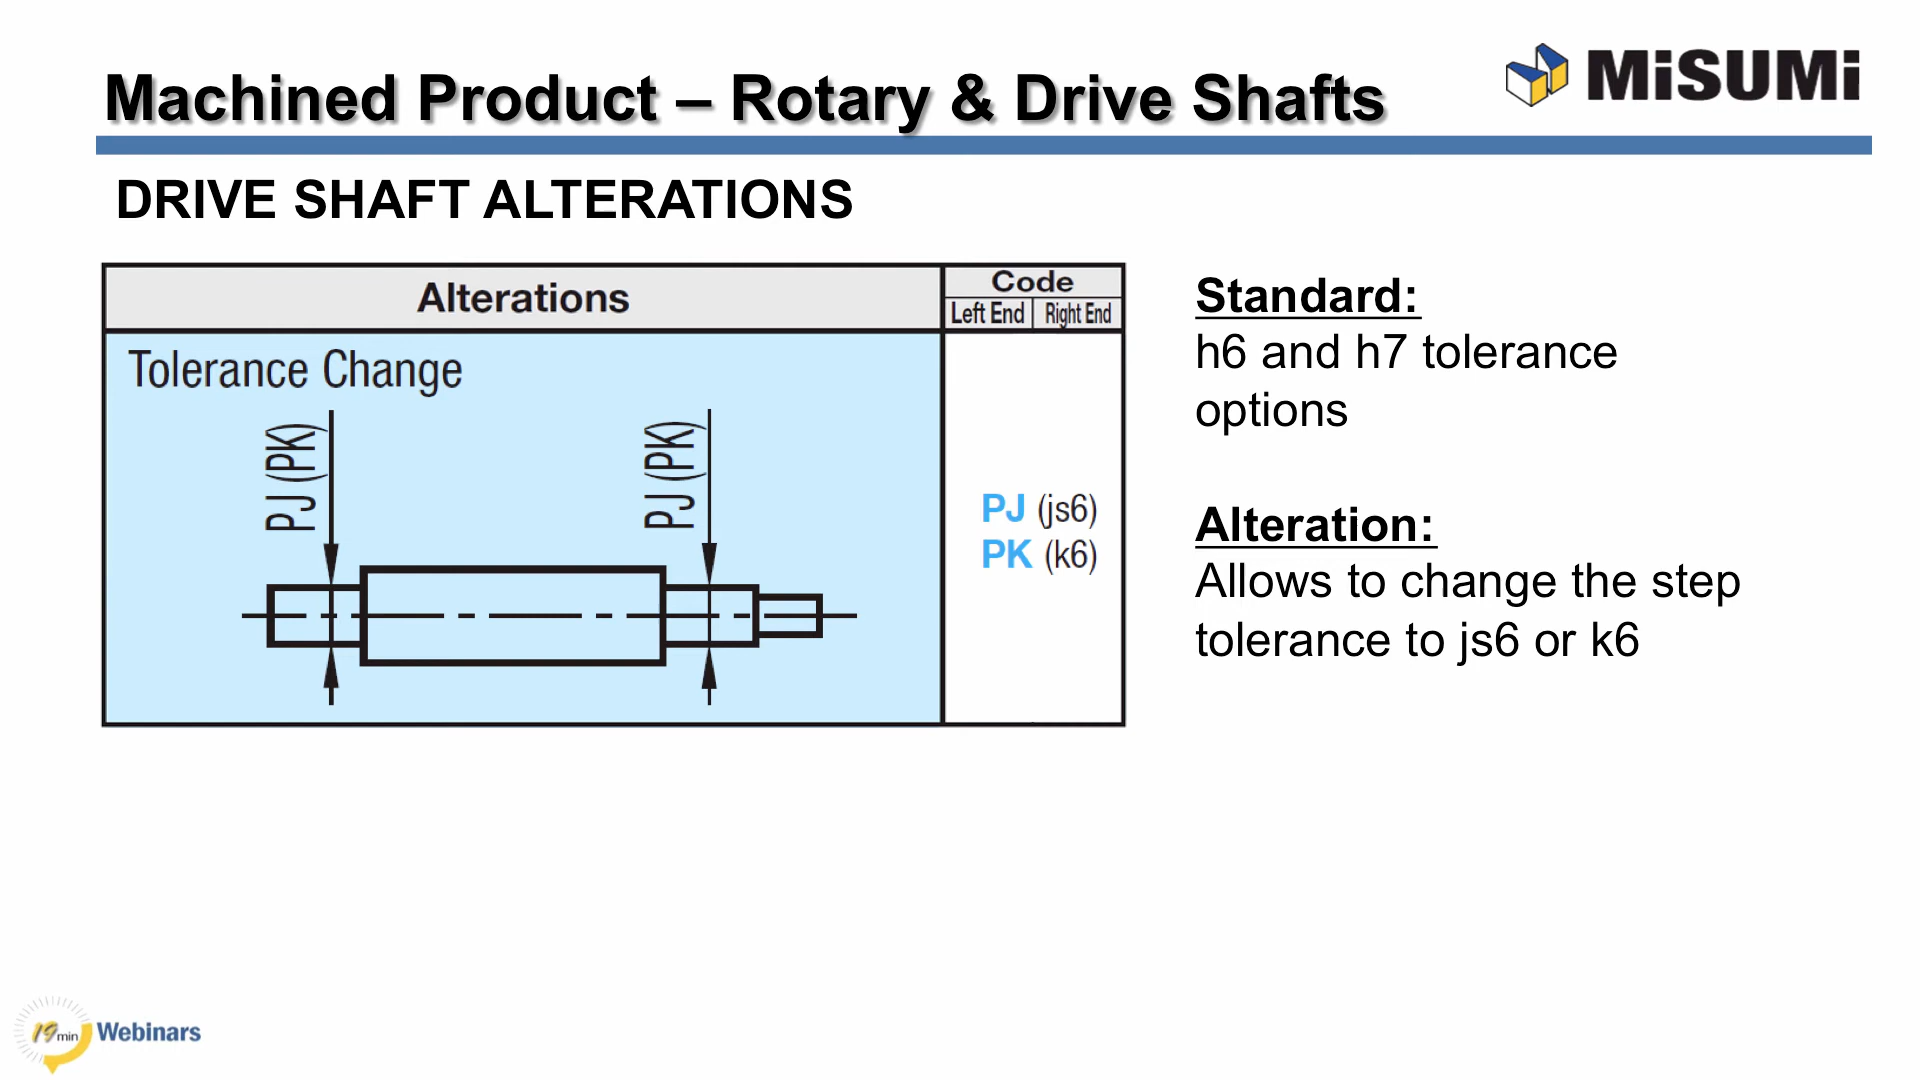 Machined Product – Rotary & Drive Shafts
MiSUMi
DRIVE SHAFT ALTERATIONS
Alterations
Code
Left End
Right End
Tolerance Change
PJ (PK)
PJ (PK)
PJ (js6)
PK (k6)
Standard:
h6 and h7 tolerance
options
Alteration:
Allows to change the step
tolerance to js6 or k6
19 min Webinars